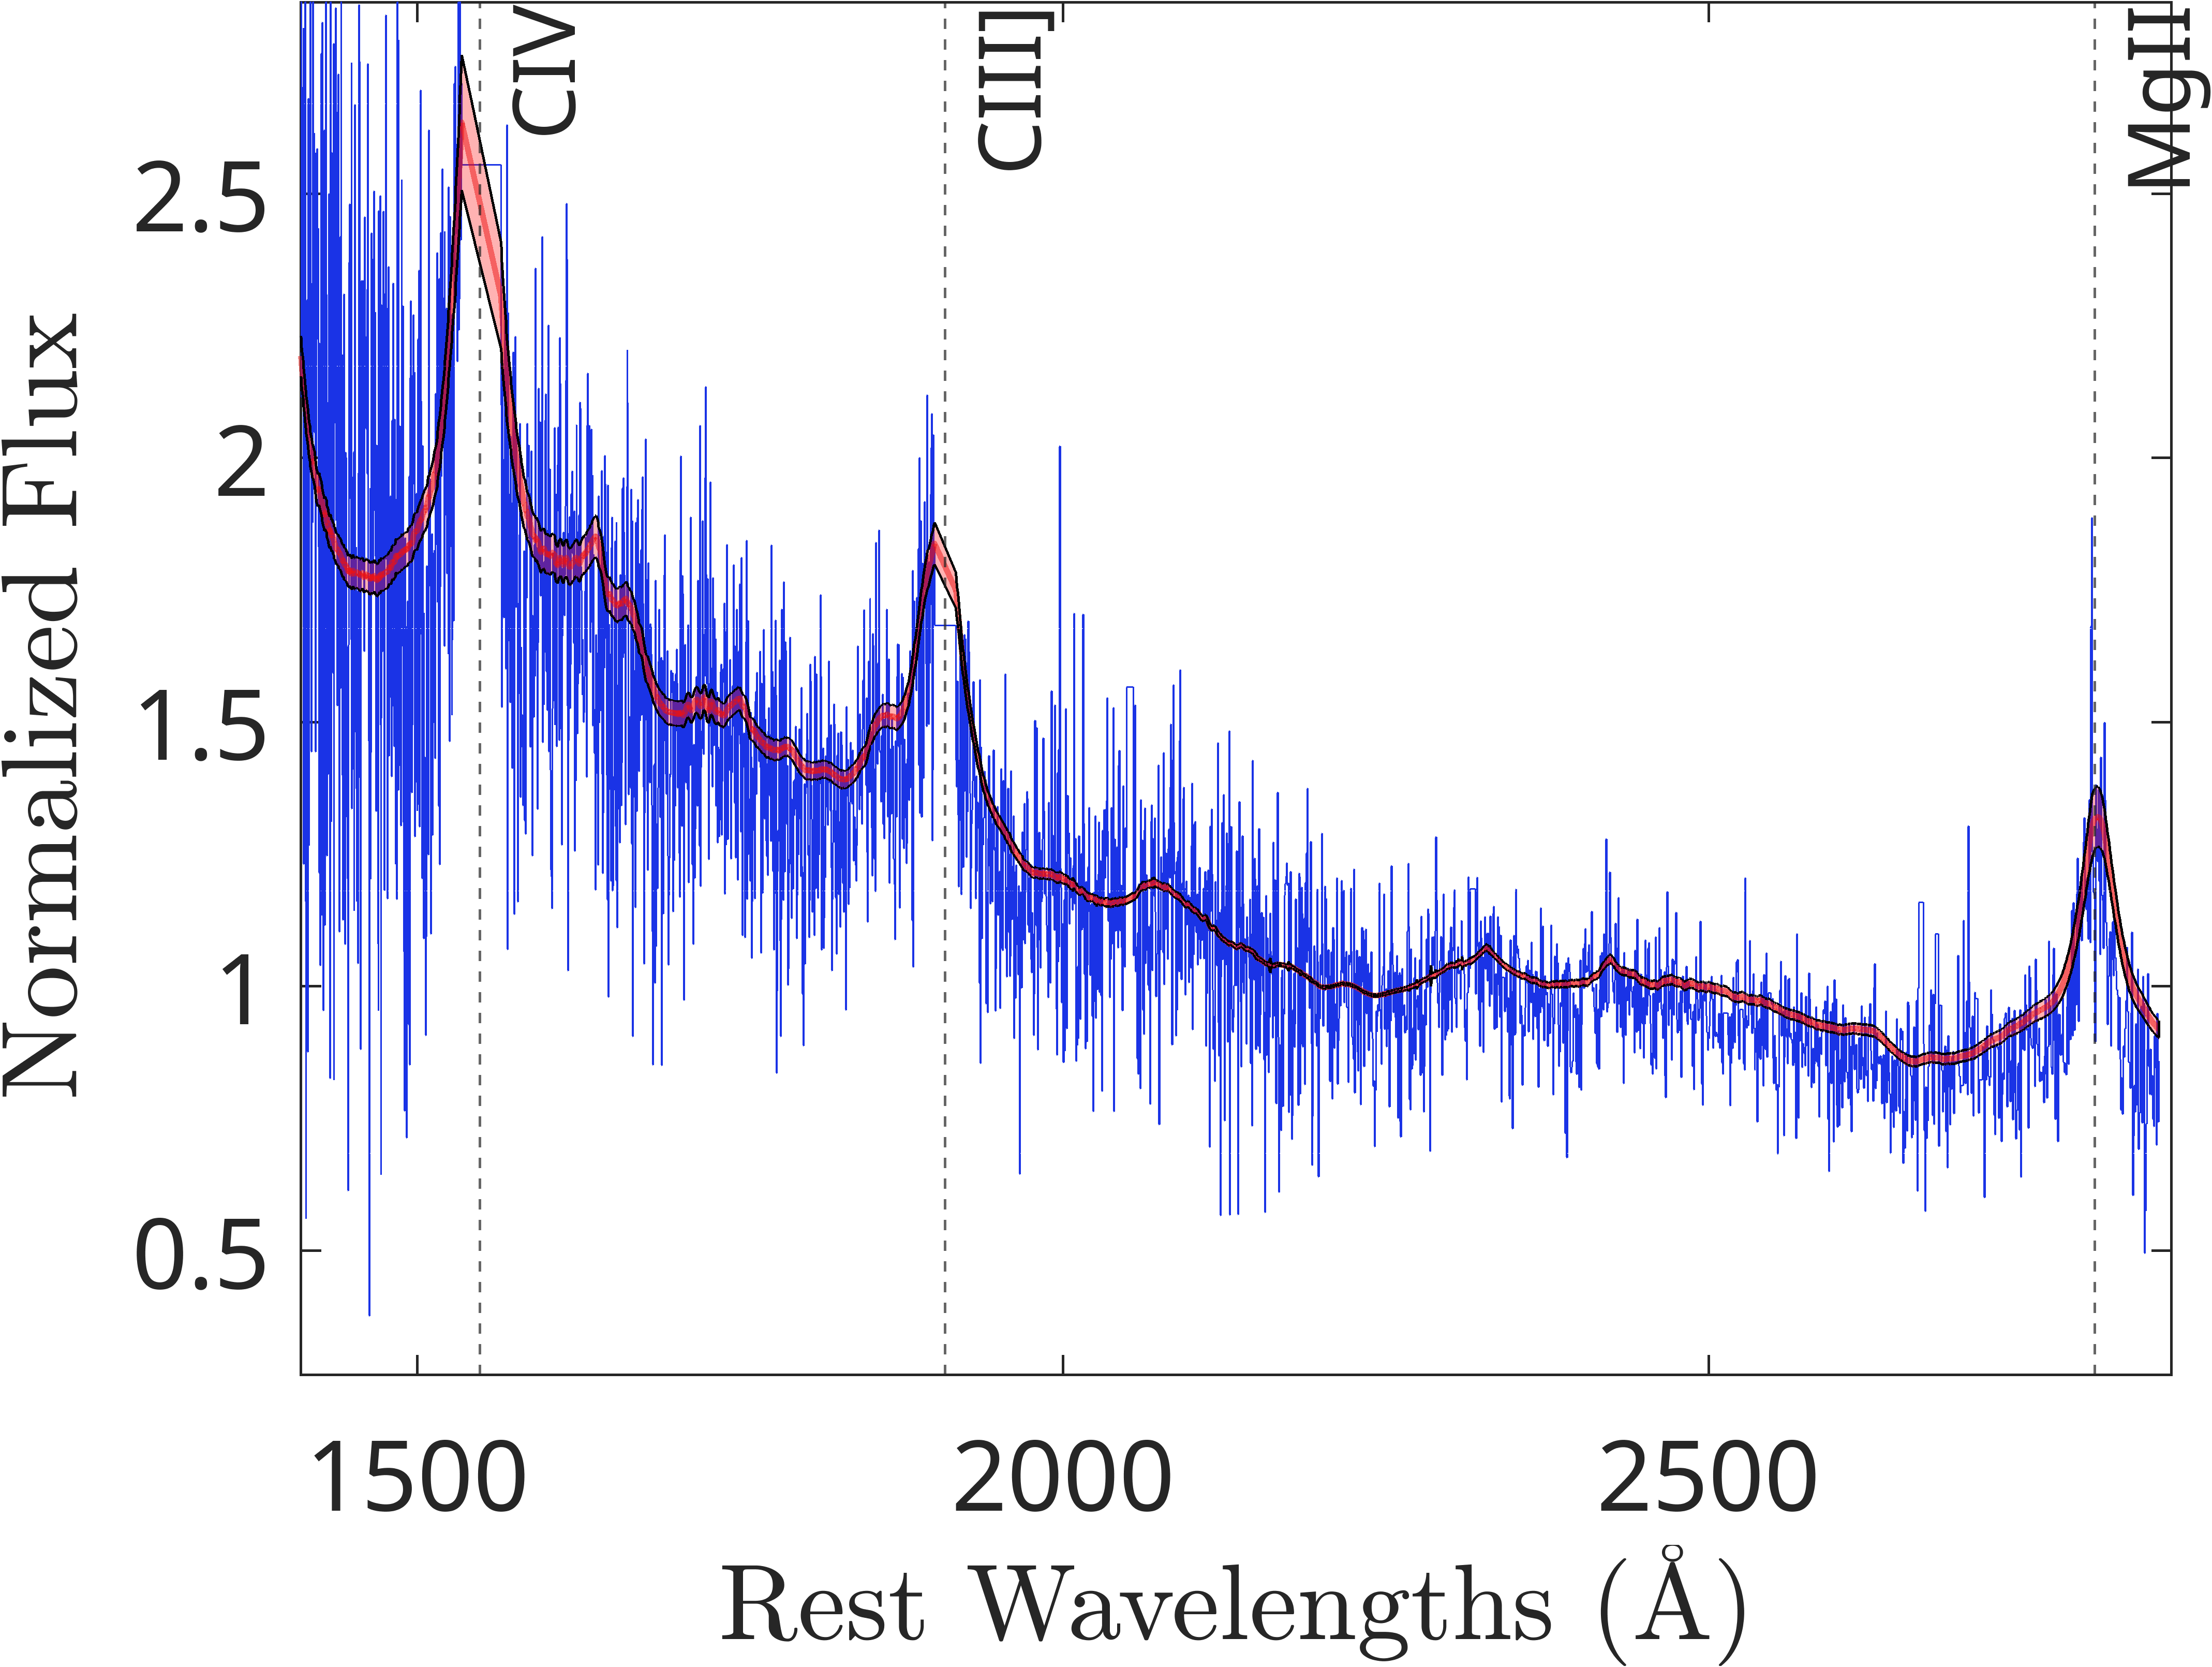 CIV
CIII]
MgII
2.5
2
1.5
1
0.5
Normalized Flux
1500
2000
2500
Rest Wavelengths (Å)